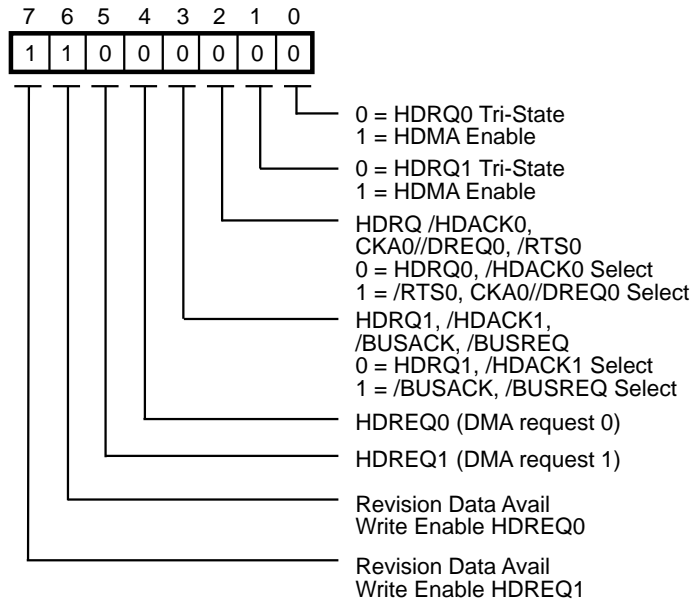 7 6 5 4 3 2 1 0
1 1 0 0 0 0 0 0
0 = HDRQ0 Tri-State
1 = HDMA Enable
0 = HDRQ1 Tri-State
1 = HDMA Enable
HDRQ /HDACK0,
CKA0//DREQ0, /RTS0
0 = HDRQ0, /HDACK0 Select
1 = /RTS0, CKA0//DREQ0 Select
HDRQ1, /HDACK1,
/BUSACK, /BUSREQ
0 = HDRQ1, /HDACK1 Select
1 = /BUSACK, /BUSREQ Select
HDREQ0 (DMA request 0)
HDREQ1 (DMA request 1)
Revision Data Avail
Write Enable HDREQ0
Revision Data Avail
Write Enable HDREQ1